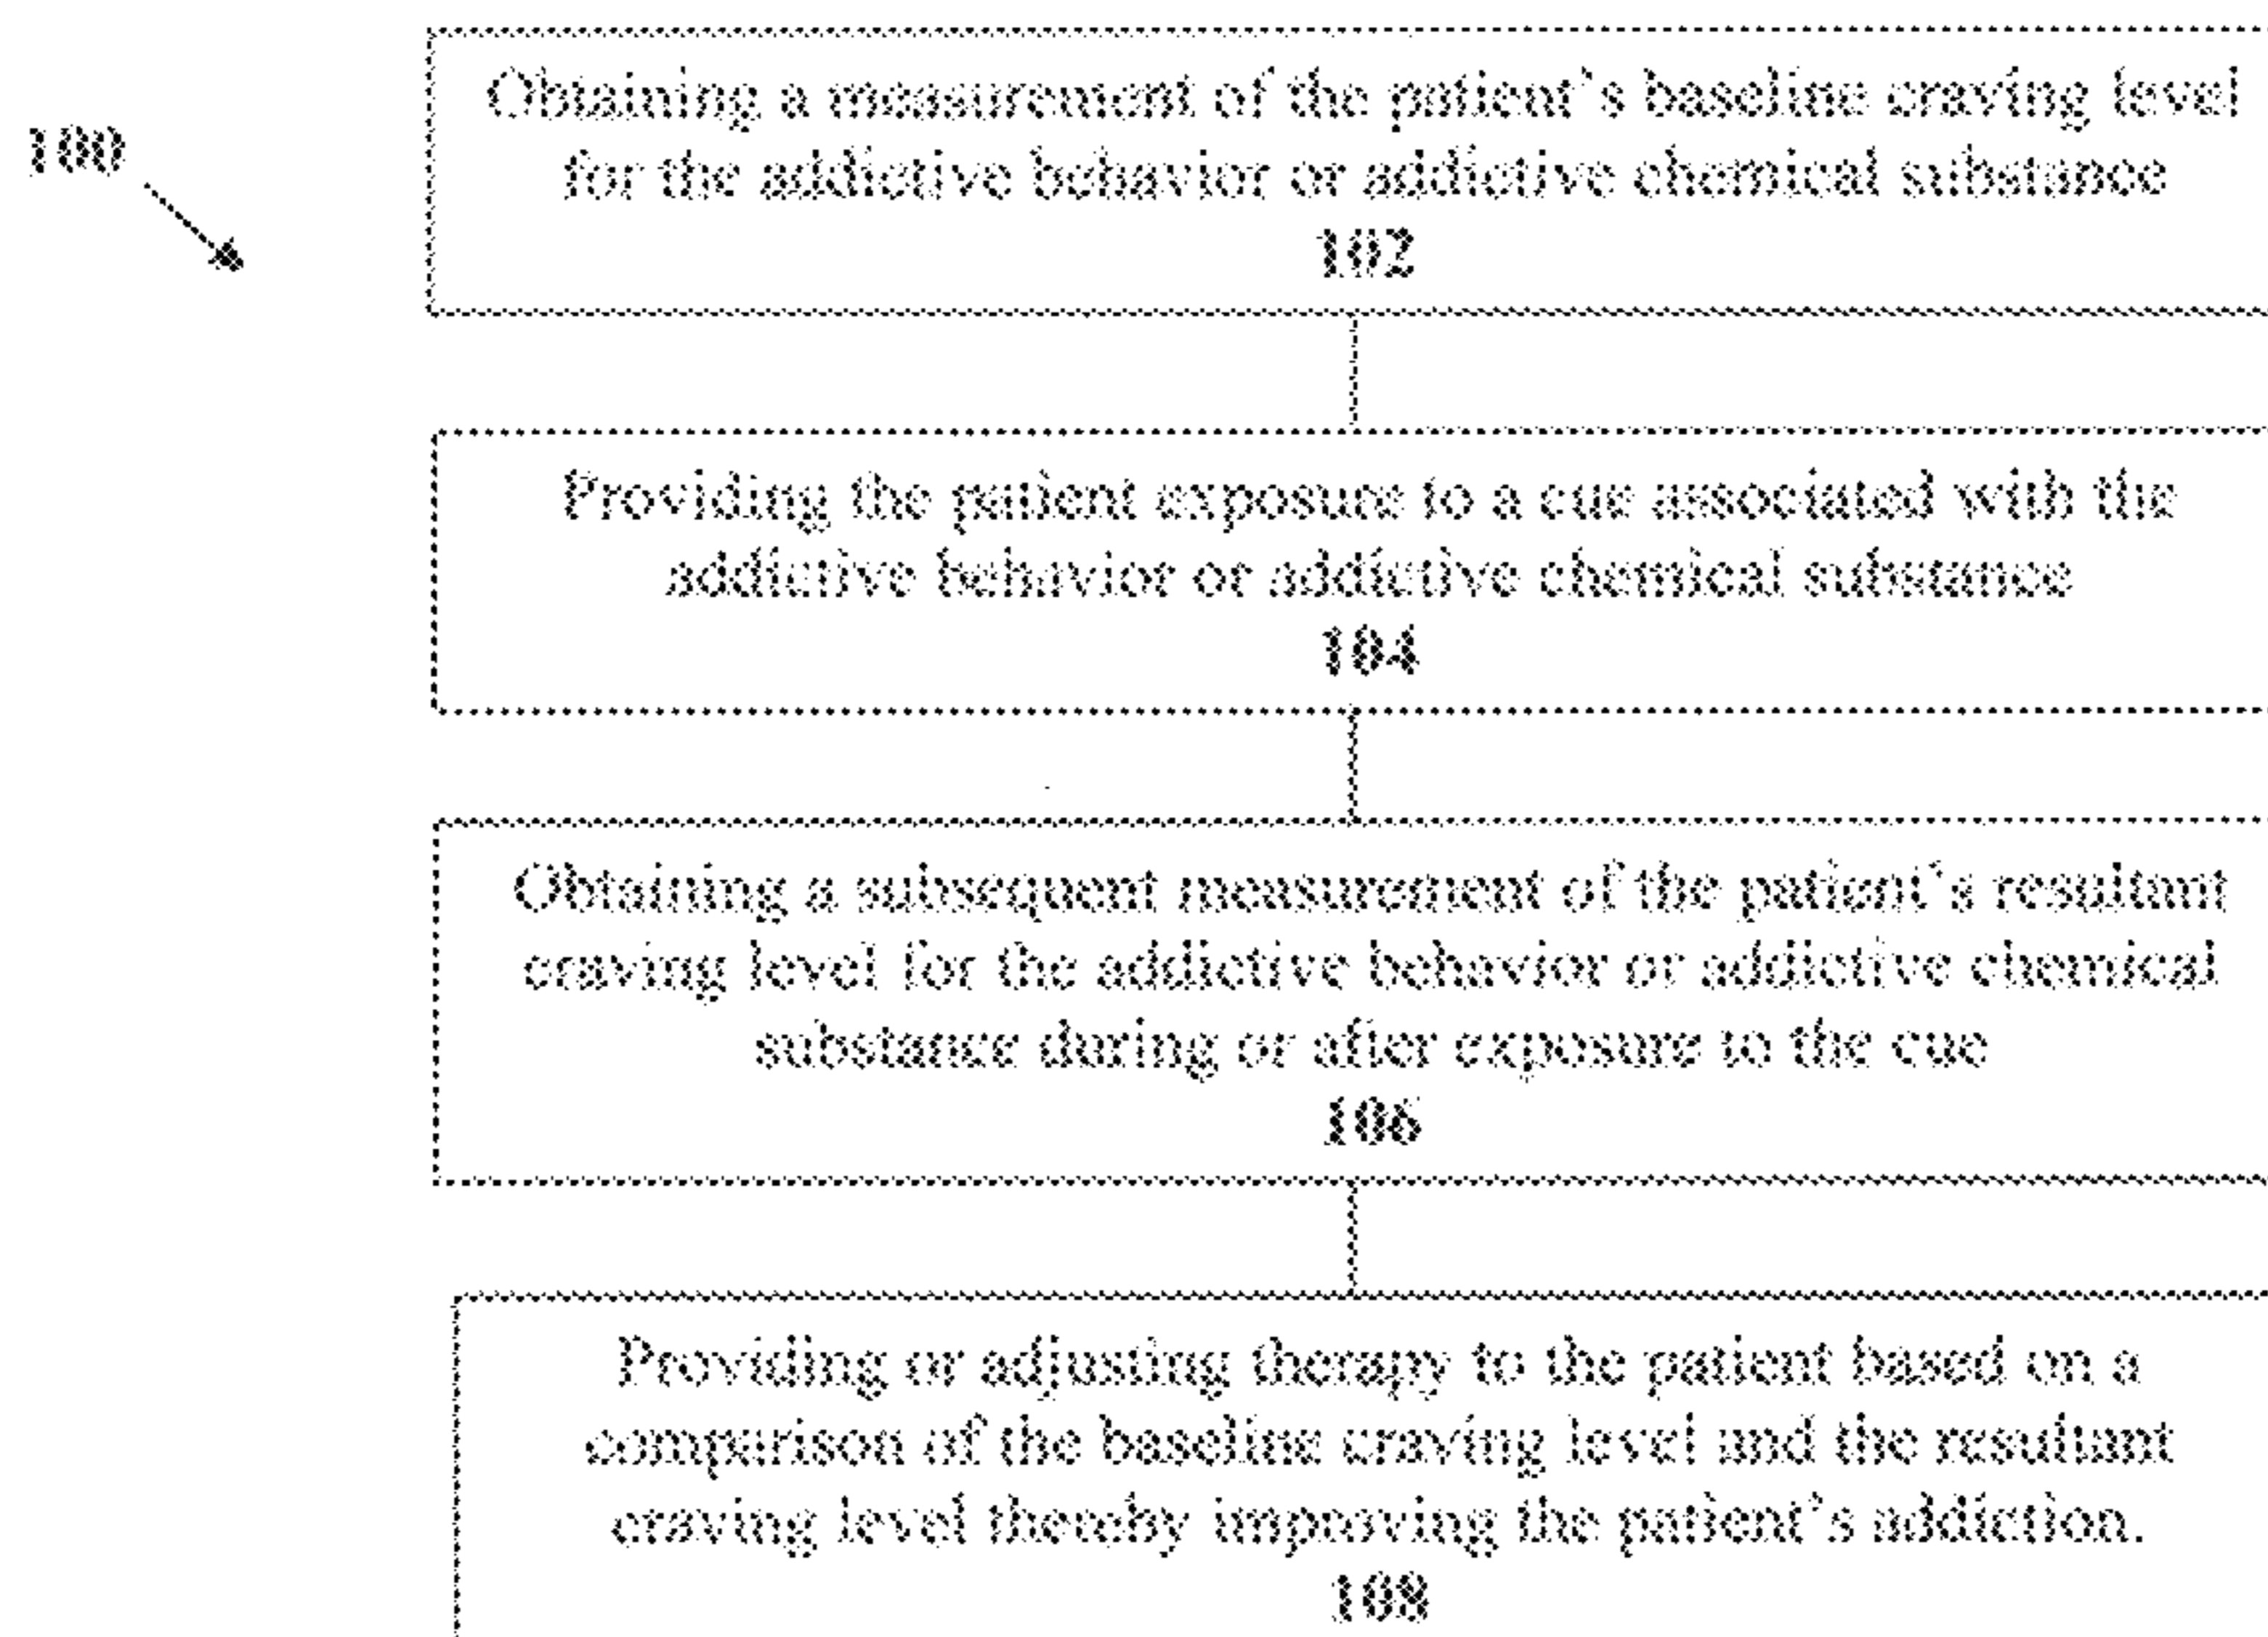 100
Obtaining a measurement of the patient's baseline craving level
for the addictive behavior or addictive chemical substance
102
Providing the patient exposure to a cue associated with the
addictive behavior or addictive chemical substance
104
Obtaining a subsequent measurement of the patient's resultant
craving level for the addictive behavior or addictive chemical
substance during or after exposure to the cue
106
Providing or adjusting therapy to the patient based on a
comparison of the baseline craving level and the resultant
craving level thereby improving the patient's addiction.
108